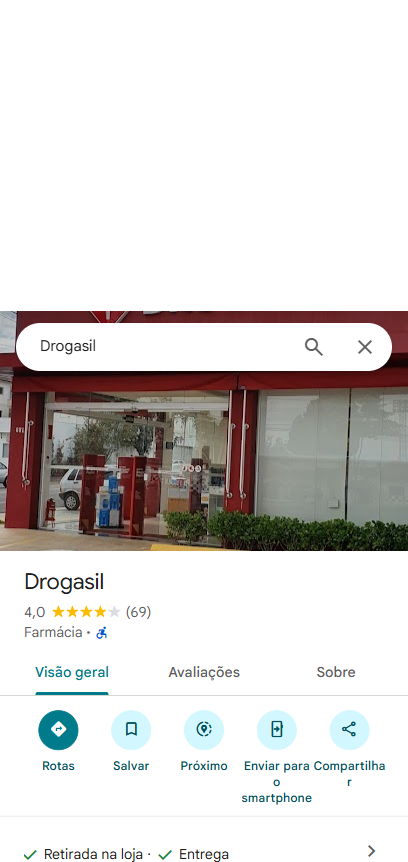 Drogasil
Drogasil
4,0 (69)
Farmácia ·
Visão geral Avaliações Sobre
Rotas Salvar Próximo Enviar para o smartphone Compartilhar
Retirada na loja · Entrega